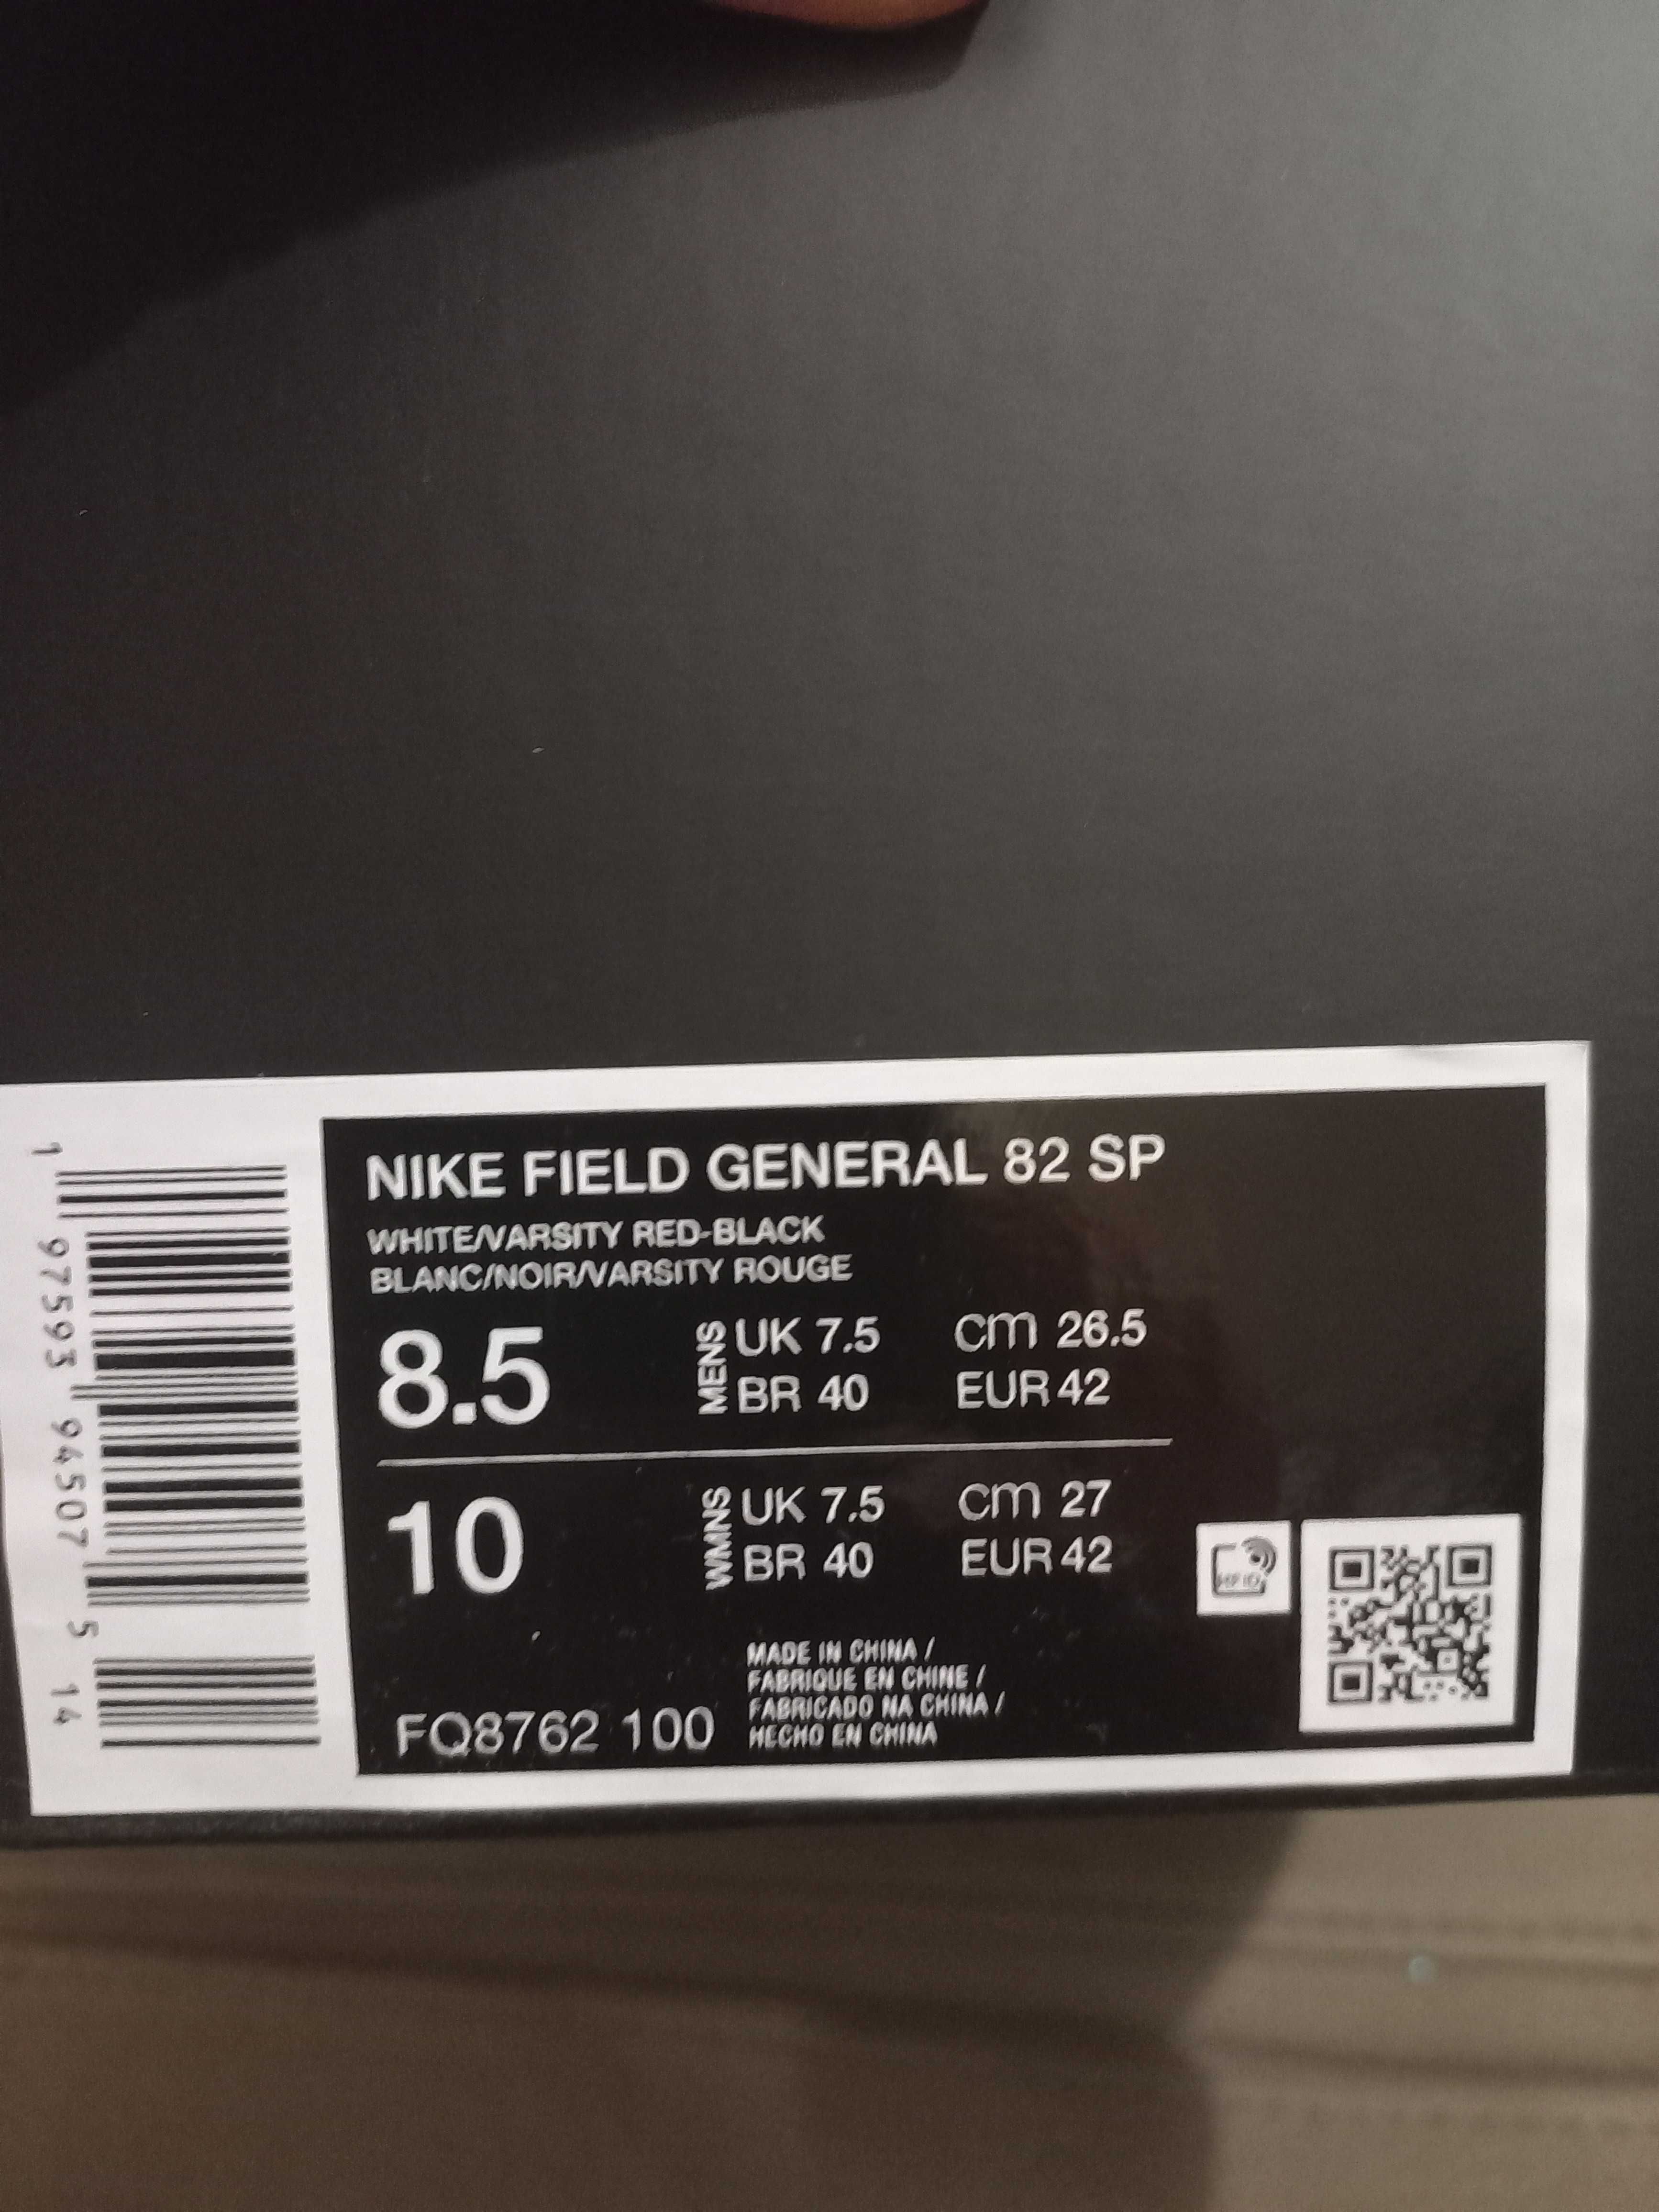 NIKE FIELD GENERAL 82 SP
WHITE/VARSITY RED-BLACK
BLANC/NOIR/VARSITY ROUGE
8.5 MENS UK 7.5 cm 26.5
BR 40 EUR 42
10 WMNS UK 7.5 cm 27
BR 40 EUR 42
MADE IN CHINA /
FABRIQUE EN CHINE /
FABRICADO NA CHINA /
HECHO EN CHINA
FQ8762 100
1 97593 94507 5 14